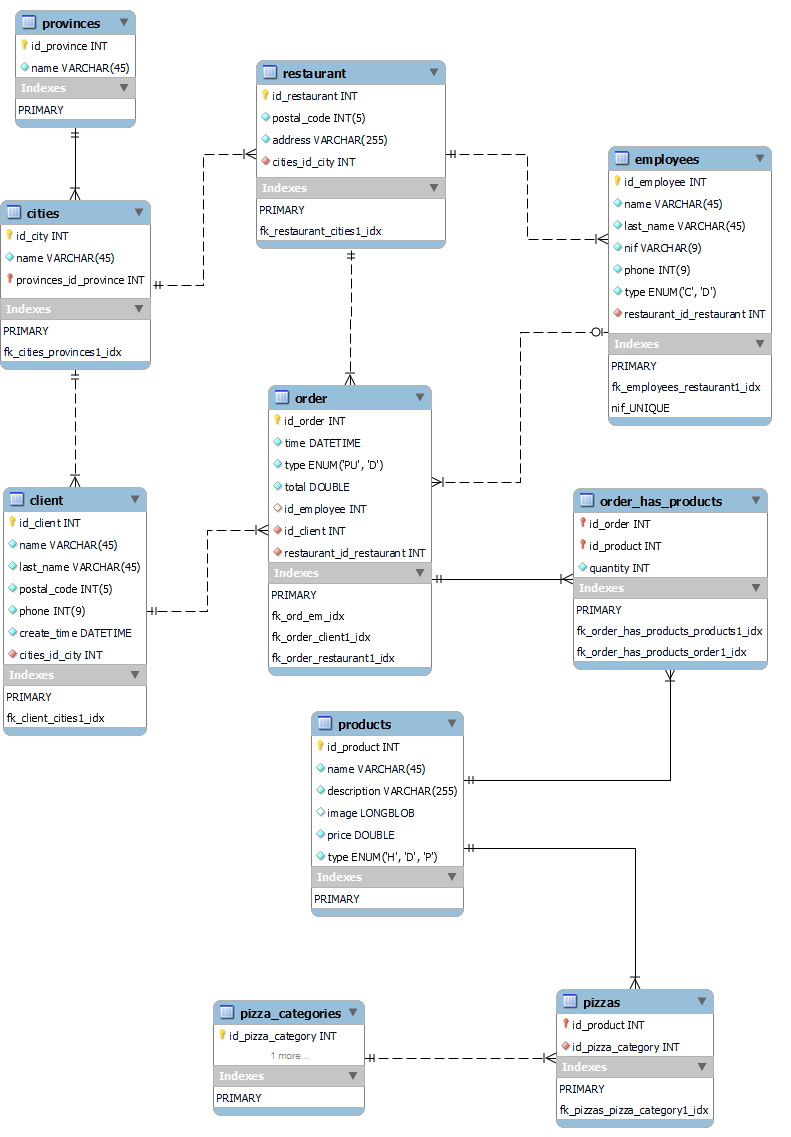 provinces
id_province INT
name VARCHAR(45)
Indexes
PRIMARY
restaurant
id_restaurant INT
postal_code INT(5)
address VARCHAR(255)
cities_id_city INT
Indexes
PRIMARY
fk_restaurant_cities1_idx
employees
id_employee INT
name VARCHAR(45)
last_name VARCHAR(45)
nif VARCHAR(9)
phone INT(9)
type ENUM('C', 'D')
restaurant_id_restaurant INT
Indexes
PRIMARY
fk_employees_restaurant1_idx
nif_UNIQUE
cities
id_city INT
name VARCHAR(45)
provinces_id_province INT
Indexes
PRIMARY
fk_cities_provinces1_idx
order
id_order INT
time DATETIME
type ENUM('PU', 'D')
total DOUBLE
id_employee INT
id_client INT
restaurant_id_restaurant INT
Indexes
PRIMARY
fk_ord_em_idx
fk_order_client1_idx
fk_order_restaurant1_idx
client
id_client INT
name VARCHAR(45)
last_name VARCHAR(45)
postal_code INT(5)
phone INT(9)
create_time DATETIME
cities_id_city INT
Indexes
PRIMARY
fk_client_cities1_idx
order_has_products
id_order INT
id_product INT
quantity INT
Indexes
PRIMARY
fk_order_has_products_products1_idx
fk_order_has_products_order1_idx
products
id_product INT
name VARCHAR(45)
description VARCHAR(255)
image LONGBLOB
price DOUBLE
type ENUM('H', 'D', 'P')
Indexes
PRIMARY
pizza_categories
id_pizza_category INT
1 more...
Indexes
PRIMARY
pizzas
id_product INT
id_pizza_category INT
Indexes
PRIMARY
fk_pizzas_pizza_category1_idx